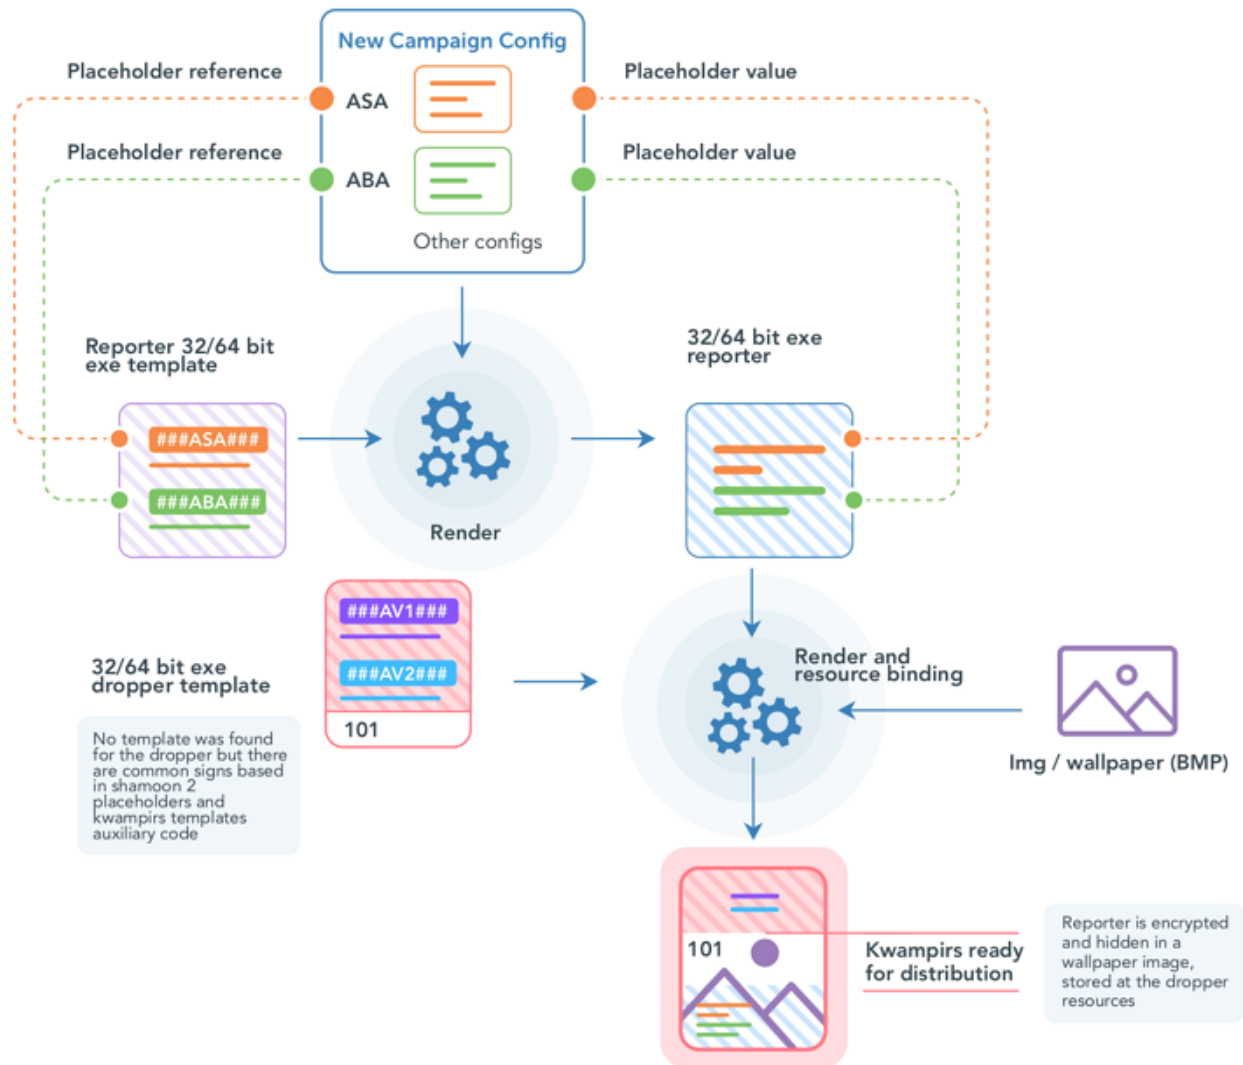 New Campaign Config
Placeholder reference
Placeholder value
ASA
Placeholder reference
Placeholder value
ABA
Other configs
Reporter 32/64 bit
exe template
32/64 bit exe
reporter
###ASA###
###ABA###
Render
###AV1###
###AV2###
101
32/64 bit exe
dropper template
No template was found
for the dropper but there
are common signs based
in shamoon 2
placeholders and
kwampirs templates
auxiliary code
Render and
resource binding
Img / wallpaper (BMP)
101
Kwampirs ready
for distribution
Reporter is encrypted
and hidden in a
wallpaper image,
stored at the dropper
resources